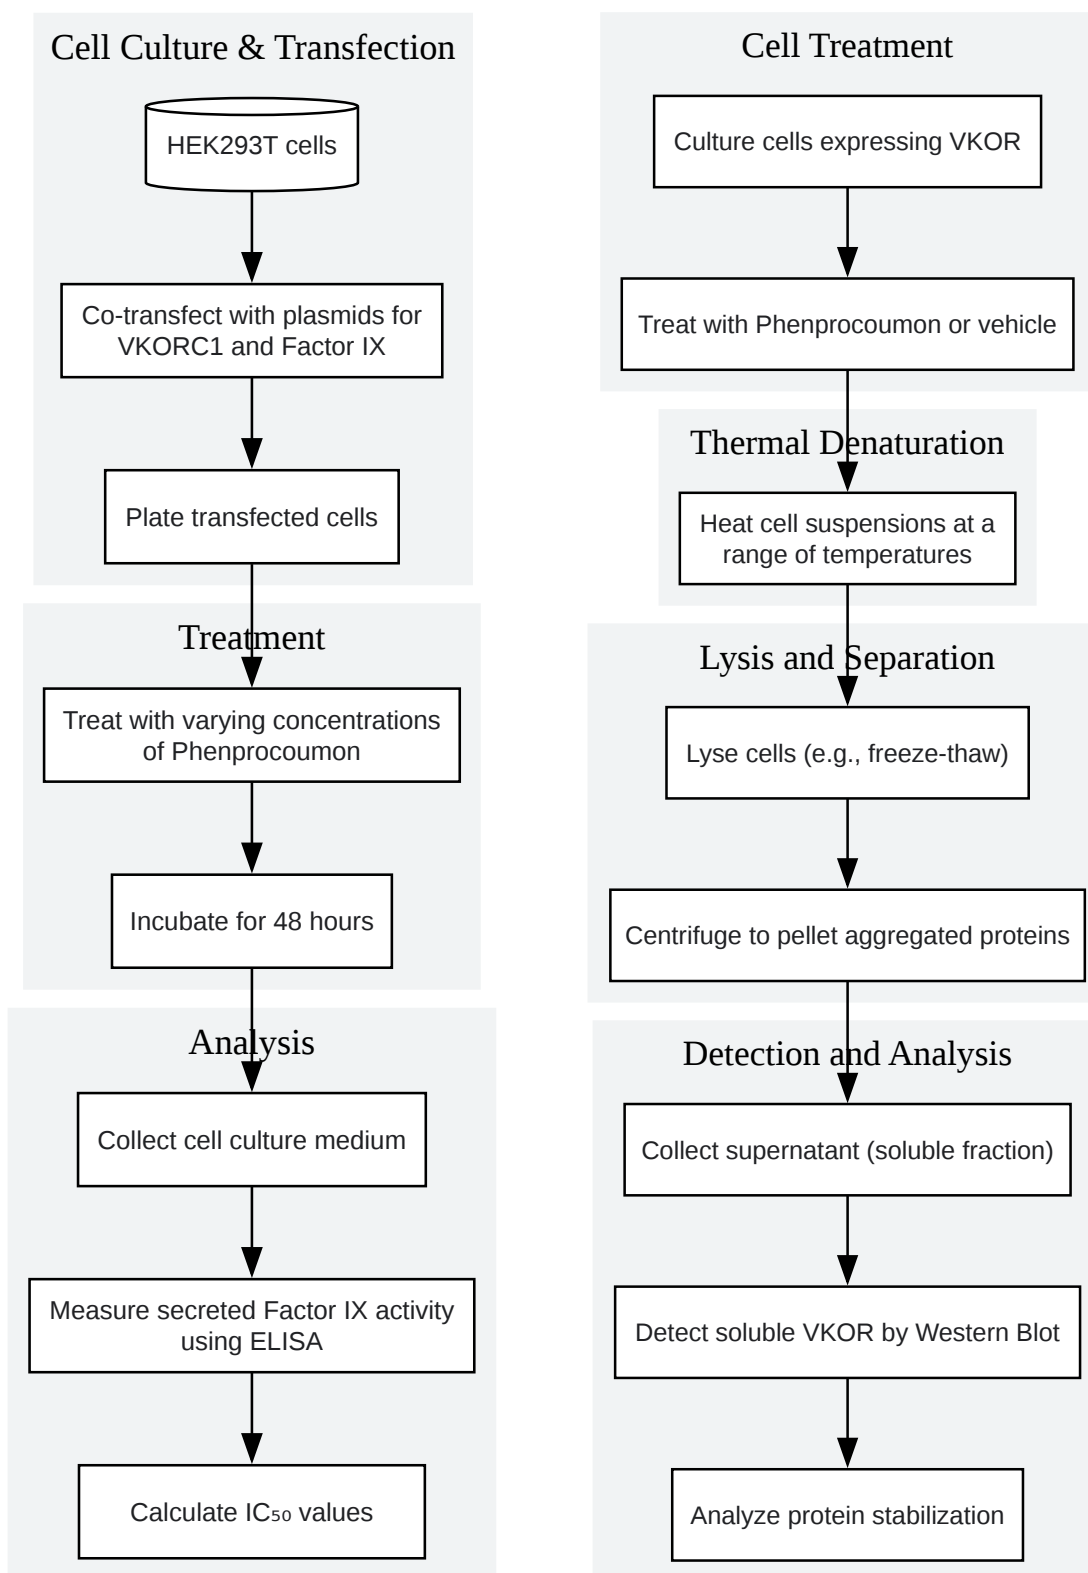 Cell Culture & Transfection
HEK293T cells
Co-transfect with plasmids for
VKORC1 and Factor IX
Plate transfected cells
Treatment
Treat with varying concentrations
of Phenprocoumon
Incubate for 48 hours
Analysis
Collect cell culture medium
Measure secreted Factor IX activity
using ELISA
Calculate IC₅₀ values
Cell Treatment
Culture cells expressing VKOR
Treat with Phenprocoumon or vehicle
Thermal Denaturation
Heat cell suspensions at a
range of temperatures
Lysis and Separation
Lyse cells (e.g., freeze-thaw)
Centrifuge to pellet aggregated proteins
Detection and Analysis
Collect supernatant (soluble fraction)
Detect soluble VKOR by Western Blot
Analyze protein stabilization